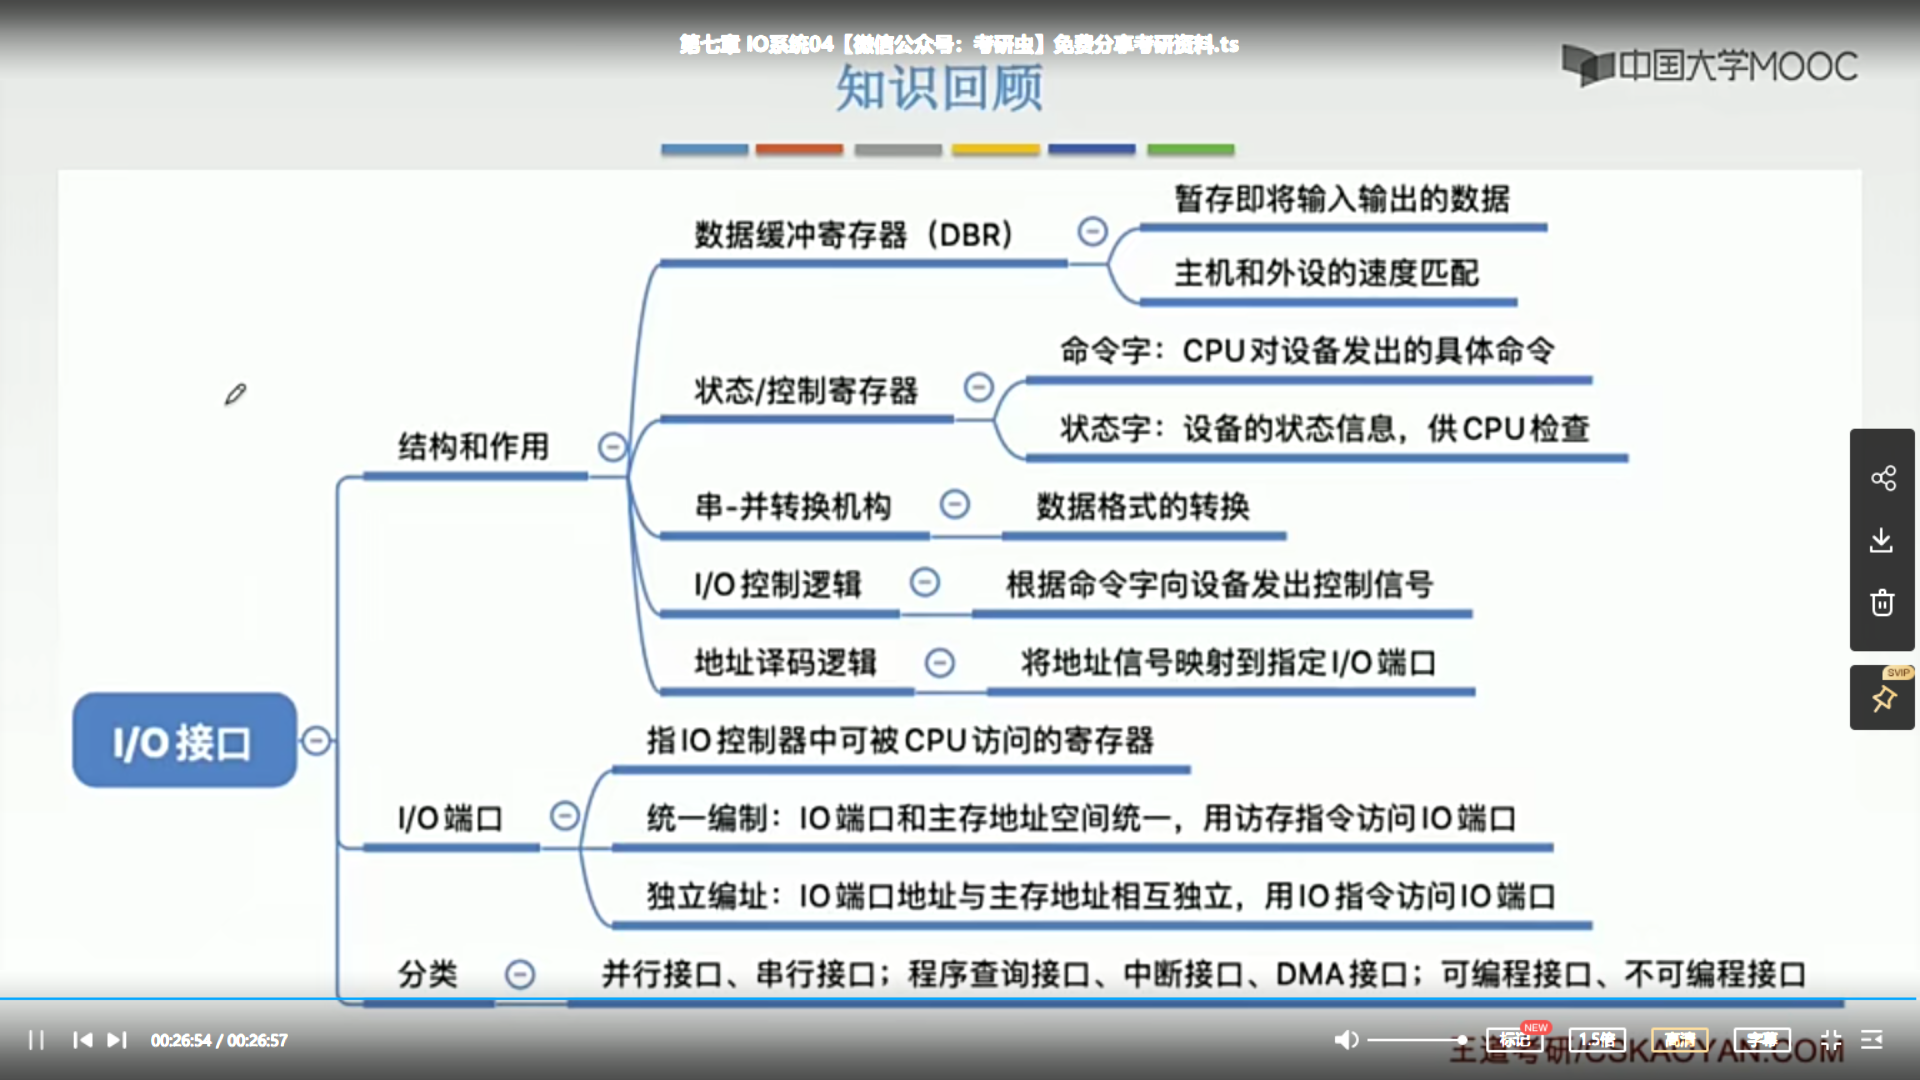 第七章 IO系统04【微信公众号：考研虫】免费分享考研资料.ts
中国大学MOOC
知识回顾
暂存即将输入输出的数据
数据缓冲寄存器（DBR）
主机和外设的速度匹配
命令字：CPU对设备发出的具体命令
状态/控制寄存器
状态字：设备的状态信息，供CPU检查
结构和作用
串-并转换机构
数据格式的转换
I/O控制逻辑
根据命令字向设备发出控制信号
地址译码逻辑
将地址信号映射到指定I/O端口
SVIP
I/O接口
指IO控制器中可被CPU访问的寄存器
I/O端口
统一编制：IO端口和主存地址空间统一，用访存指令访问IO端口
独立编址：IO端口地址与主存地址相互独立，用IO指令访问IO端口
分类
并行接口、串行接口；程序查询接口、中断接口、DMA接口；可编程接口、不可编程接口
00:26:54 / 00:26:57
标记
NEW
1.5倍
高清
字幕
王道考研/CSKAOYAN.COM